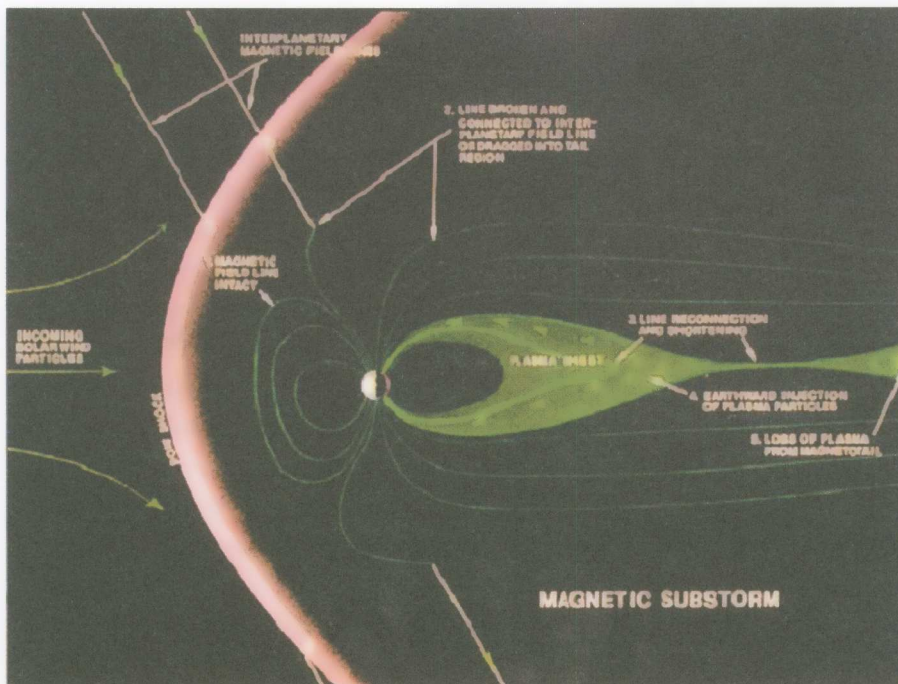 INTERPLANETARY
MAGNETIC FIELD LINES
2. LINE BROKEN AND
CONNECTED TO INTER-
PLANETARY FIELD LINE
OR DRAGGED INTO TAIL
REGION
MAGNETIC
FIELD LINE
INTACT
INCOMING
SOLAR WIND
PARTICLES
BOW SHOCK
PLASMA SHEET
3. LINE RECONNECTION
AND SHORTENING
4. EARTHWARD INJECTION
OF PLASMA PARTICLES
5. LOSS OF PLASMA
FROM MAGNETOTAIL
MAGNETIC SUBSTORM